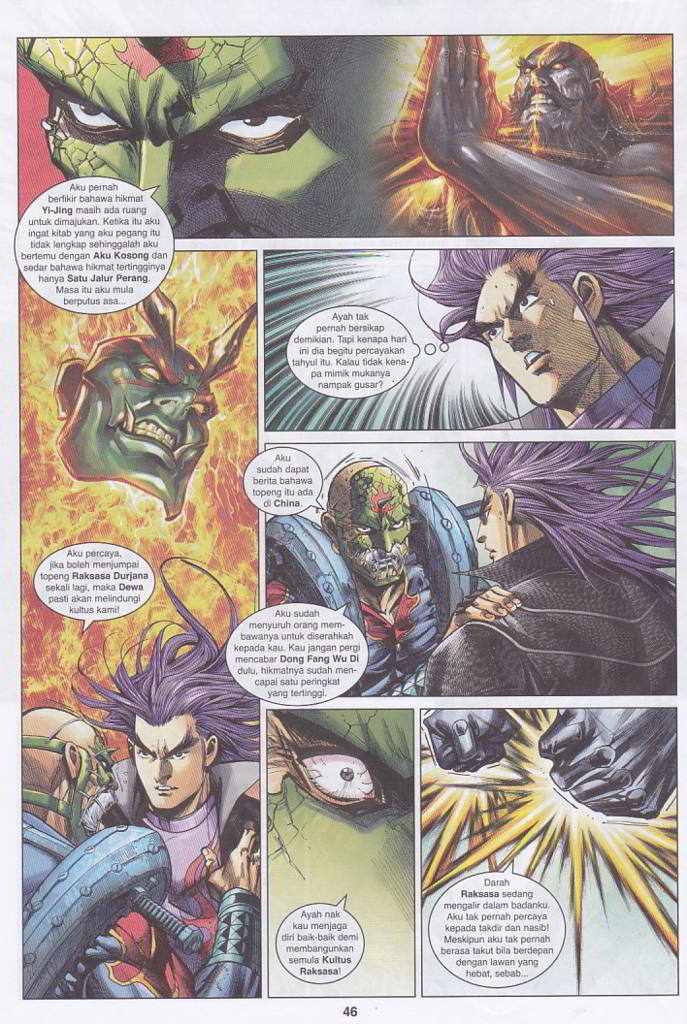 Aku pernah
berfikir bahawa hikmat
Yi-Jing masih ada ruang
untuk dimajukan. Ketika itu aku
ingat kitab yang aku pegang itu
tidak lengkap sehinggalah aku
bertemu dengan Aku Kosong dan
sedar bahawa hikmat tertingginya
hanya Satu Jalur Perang.
Masa itu aku mula
berputus asa...
Ayah tak
pernah bersikap
demikian. Tapi kenapa hari
ini dia begitu percayakan
tahyul itu. Kalau tidak kena-
pa mimik mukanya
nampak gusar?
Aku
sudah dapat
berita bahawa
topeng itu ada
di China.
Aku percaya,
jika boleh menjumpai
topeng Raksasa Durjana
sekali lagi, maka Dewa
pasti akan melindungi
kultus kami!
Aku sudah
menyuruh orang mem-
bawanya untuk diserahkah
kepada kau. Kau jangan pergi
mencabar Dong Fang Wu Di
dulu, hikmatnya sudah men-
capai satu peringkat
yang tertinggi.
Ayah nak
kau menjaga
diri baik-baik demi
membangunkan
semula Kultus
Raksasa!
Darah
Raksasa sedang
mengalir dalam badanku.
Aku tak pernah percaya
kepada takdir dan nasib!
Meskipun aku tak pernah
berasa takut bila berdepan
dengan lawan yang
hebat, sebab...
46